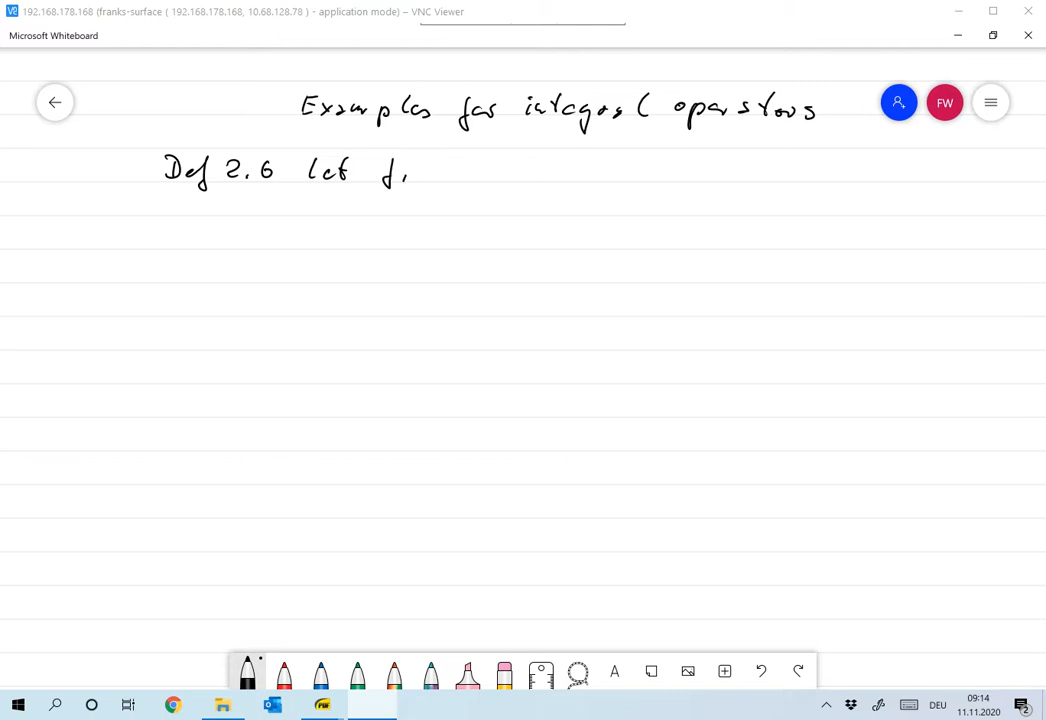 192.168.178.168 (franks-surface ( 192.168.178.168, 10.68.128.78 ) - application mode) – VNC Viewer
Microsoft Whiteboard
Examples for integral operators
FW
Def 2.6 let f,
A
DEU
09:14
11.11.2020
2